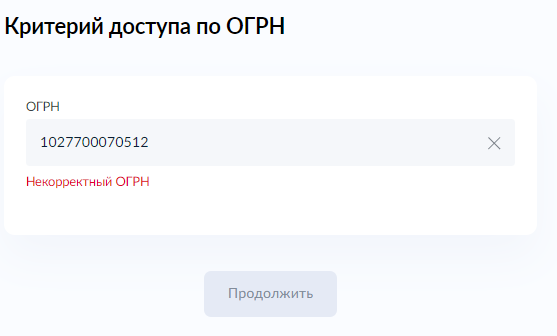 Критерий доступа по ОГРН
ОГРН
1027700070512
Некорректный ОГРН
Продолжить